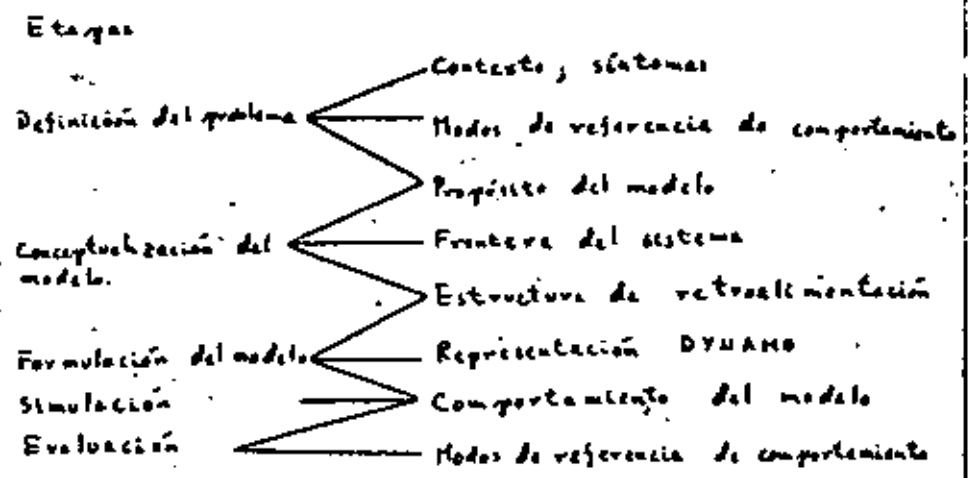 Etapas
Contexto y síntomas
Definición del problema
Modos de referencia de comportamiento
Propósito del modelo
Conceptualización del
modelo.
Frontera del sistema
Estructura de retroalimentación
Formulación del modelo
Representación DYNAMO
Simulación
Comportamiento del modelo
Evaluación
Modos de referencia de comportamiento